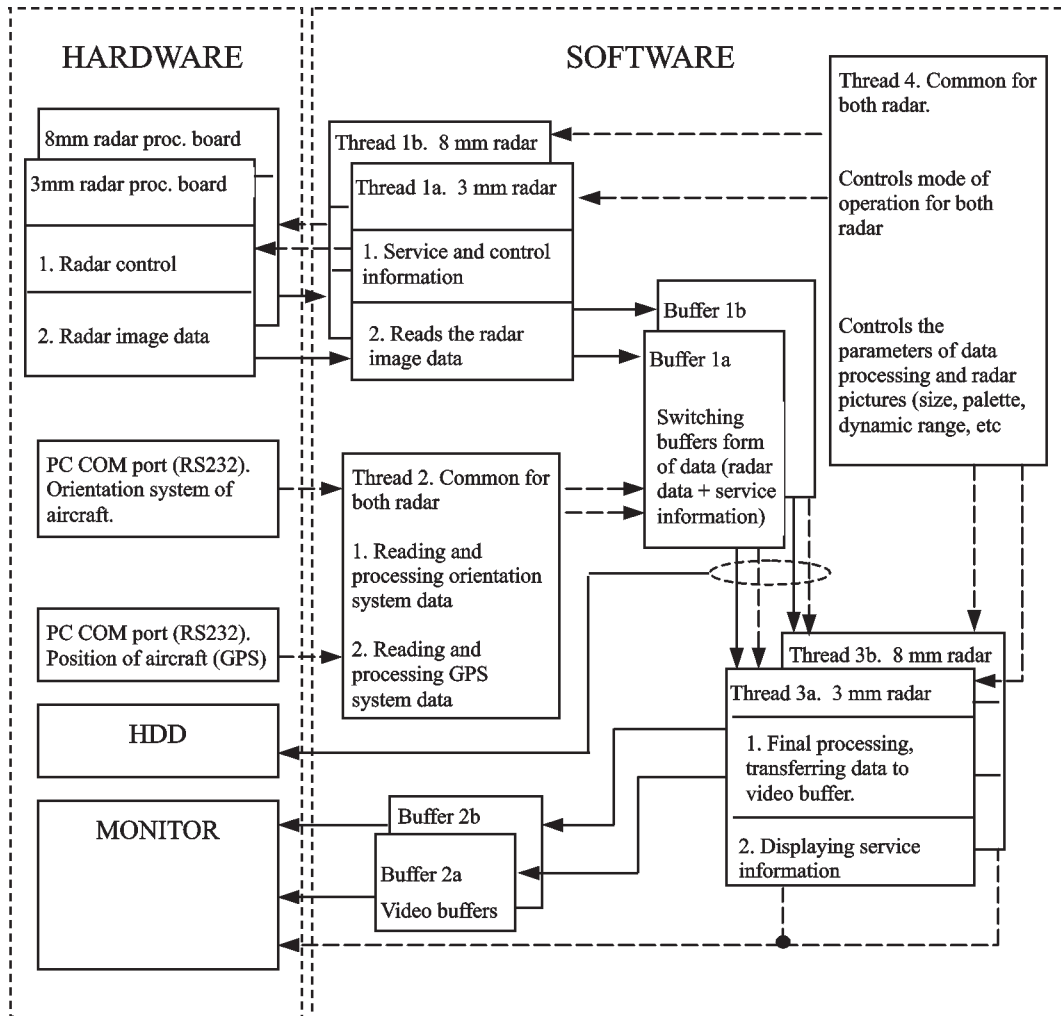 HARDWARE
SOFTWARE
8mm radar proc. board
3mm radar proc. board
1. Radar control
2. Radar image data
Thread 1b. 8 mm radar
Thread 1a. 3 mm radar
1. Service and control
information
2. Reads the radar
image data
Thread 4. Common for
both radar.
Controls mode of
operation for both
radar
Controls the
parameters of data
processing and radar
pictures (size, palette,
dynamic range, etc
Buffer 1b
Buffer 1a
Switching
buffers form
of data (radar
data + service
information)
PC COM port (RS232).
Orientation system of
aircraft.
PC COM port (RS232).
Position of aircraft (GPS)
Thread 2. Common for
both radar
1. Reading and
processing orientation
system data
2. Reading and
processing GPS
system data
HDD
MONITOR
Thread 3b. 8 mm radar
Thread 3a. 3 mm radar
1. Final processing,
transferring data to
video buffer.
2. Displaying service
information
Buffer 2b
Buffer 2a
Video buffers